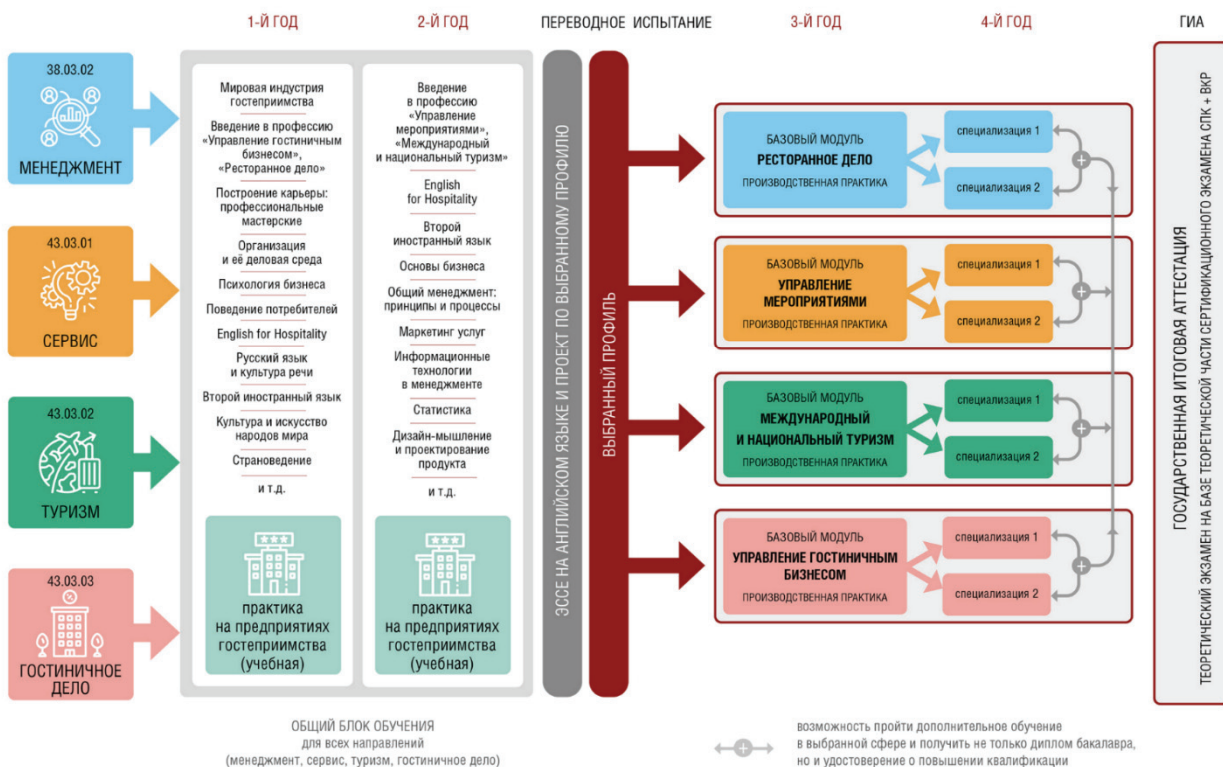 1-Й ГОД
2-Й ГОД
ПЕРЕВОДНОЕ ИСПЫТАНИЕ
3-Й ГОД
4-Й ГОД
ГИА
38.03.02
МЕНЕДЖМЕНТ
43.03.01
СЕРВИС
43.03.02
ТУРИЗМ
43.03.03
ГОСТИНИЧНОЕ
ДЕЛО
Мировая индустрия
гостеприимства
Введение в профессию
«Управление гостиничным
бизнесом»,
«Ресторанное дело»
Построение карьеры:
профессиональные
мастерские
Организация
и её деловая среда
Психология бизнеса
Поведение потребителей
English for Hospitality
Русский язык
и культура речи
Второй иностранный язык
Культура и искусство
народов мира
Страноведение
и т.д.
практика
на предприятиях
гостеприимства
(учебная)
Введение
в профессию
«Управление
мероприятиями»,
«Международный
и национальный туризм»
English
for Hospitality
Второй
иностранный язык
Основы бизнеса
Общий менеджмент:
принципы и процессы
Маркетинг услуг
Информационные
технологии
в менеджменте
Статистика
Дизайн-мышление
и проектирование
продукта
и т.д.
практика
на предприятиях
гостеприимства
(учебная)
ЭССЕ НА АНГЛИЙСКОМ ЯЗЫКЕ И ПРОЕКТ ПО ВЫБРАННОМУ ПРОФИЛЮ
ВЫБРАННЫЙ ПРОФИЛЬ
БАЗОВЫЙ МОДУЛЬ
РЕСТОРАННОЕ ДЕЛО
ПРОИЗВОДСТВЕННАЯ ПРАКТИКА
специализация 1
специализация 2
БАЗОВЫЙ МОДУЛЬ
УПРАВЛЕНИЕ
МЕРОПРИЯТИЯМИ
ПРОИЗВОДСТВЕННАЯ ПРАКТИКА
специализация 1
специализация 2
БАЗОВЫЙ МОДУЛЬ
МЕЖДУНАРОДНЫЙ
И НАЦИОНАЛЬНЫЙ ТУРИЗМ
ПРОИЗВОДСТВЕННАЯ ПРАКТИКА
специализация 1
специализация 2
БАЗОВЫЙ МОДУЛЬ
УПРАВЛЕНИЕ ГОСТИНИЧНЫМ
БИЗНЕСОМ
ПРОИЗВОДСТВЕННАЯ ПРАКТИКА
специализация 1
специализация 2
ГОСУДАРСТВЕННАЯ ИТОГОВАЯ АТТЕСТАЦИЯ
ТЕОРЕТИЧЕСКИЙ ЭКЗАМЕН НА БАЗЕ ТЕОРЕТИЧЕСКОЙ ЧАСТИ СЕРТИФИКАЦИОННОГО ЭКЗАМЕНА СПК + ВКР
ОБЩИЙ БЛОК ОБУЧЕНИЯ
для всех направлений
(менеджмент, сервис, туризм, гостиничное дело)
возможность пройти дополнительное обучение
в выбранной сфере и получить не только диплом бакалавра,
но и удостоверение о повышении квалификации